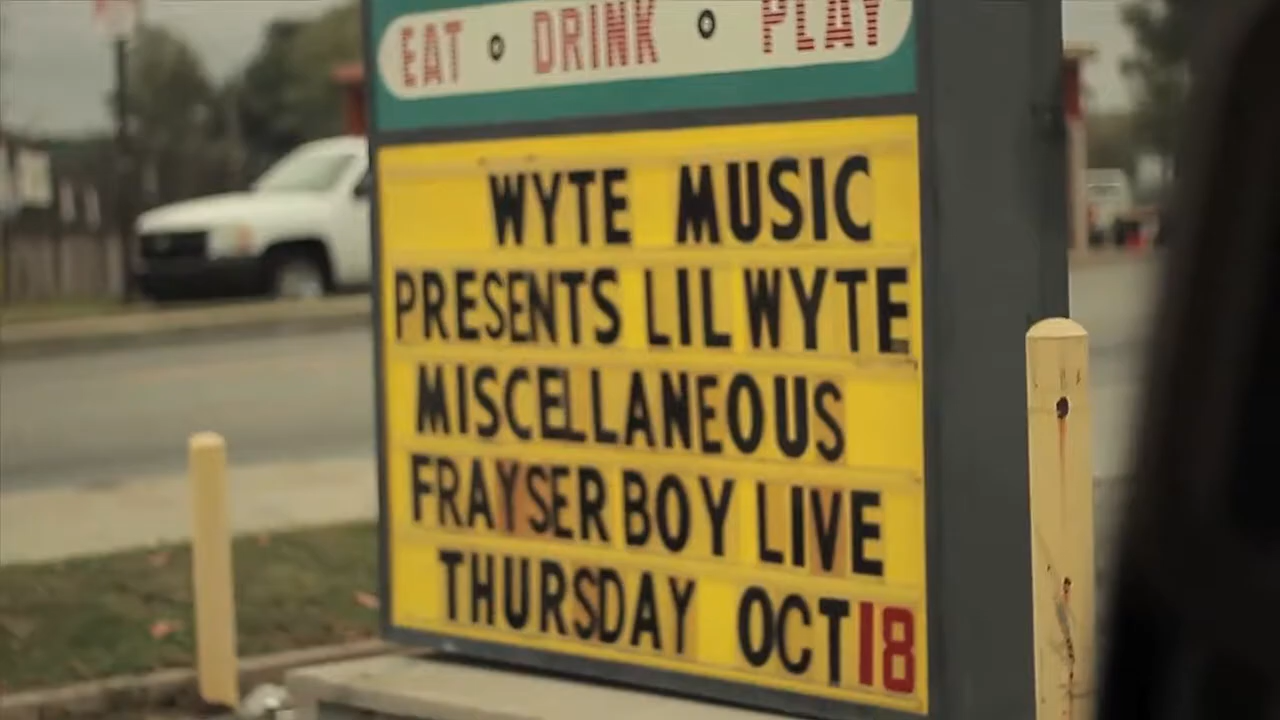 EAT • DRINK • PLAY
WYTE MUSIC
PRESENTS LIL WYTE
MISCELLANEOUS
FRAYSER BOY LIVE
THURSDAY OCT 18